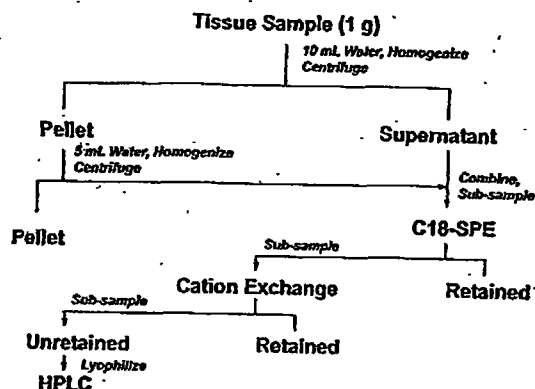 Tissue Sample (1 g)
10 mL Water, Homogenize
Centrifuge
Pellet
Supernatant
5 mL Water, Homogenize
Centrifuge
Combine,
Sub-sample
Pellet
C18-SPE
Sub-sample
Cation Exchange
Retained
Sub-sample
Unretained
Retained
Lyophilize
HPLC